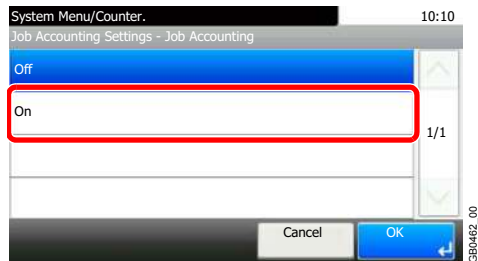 System Menu/Counter. 10:10
Job Accounting Settings - Job Accounting
Off
On
1/1
Cancel OK
GB0462_00